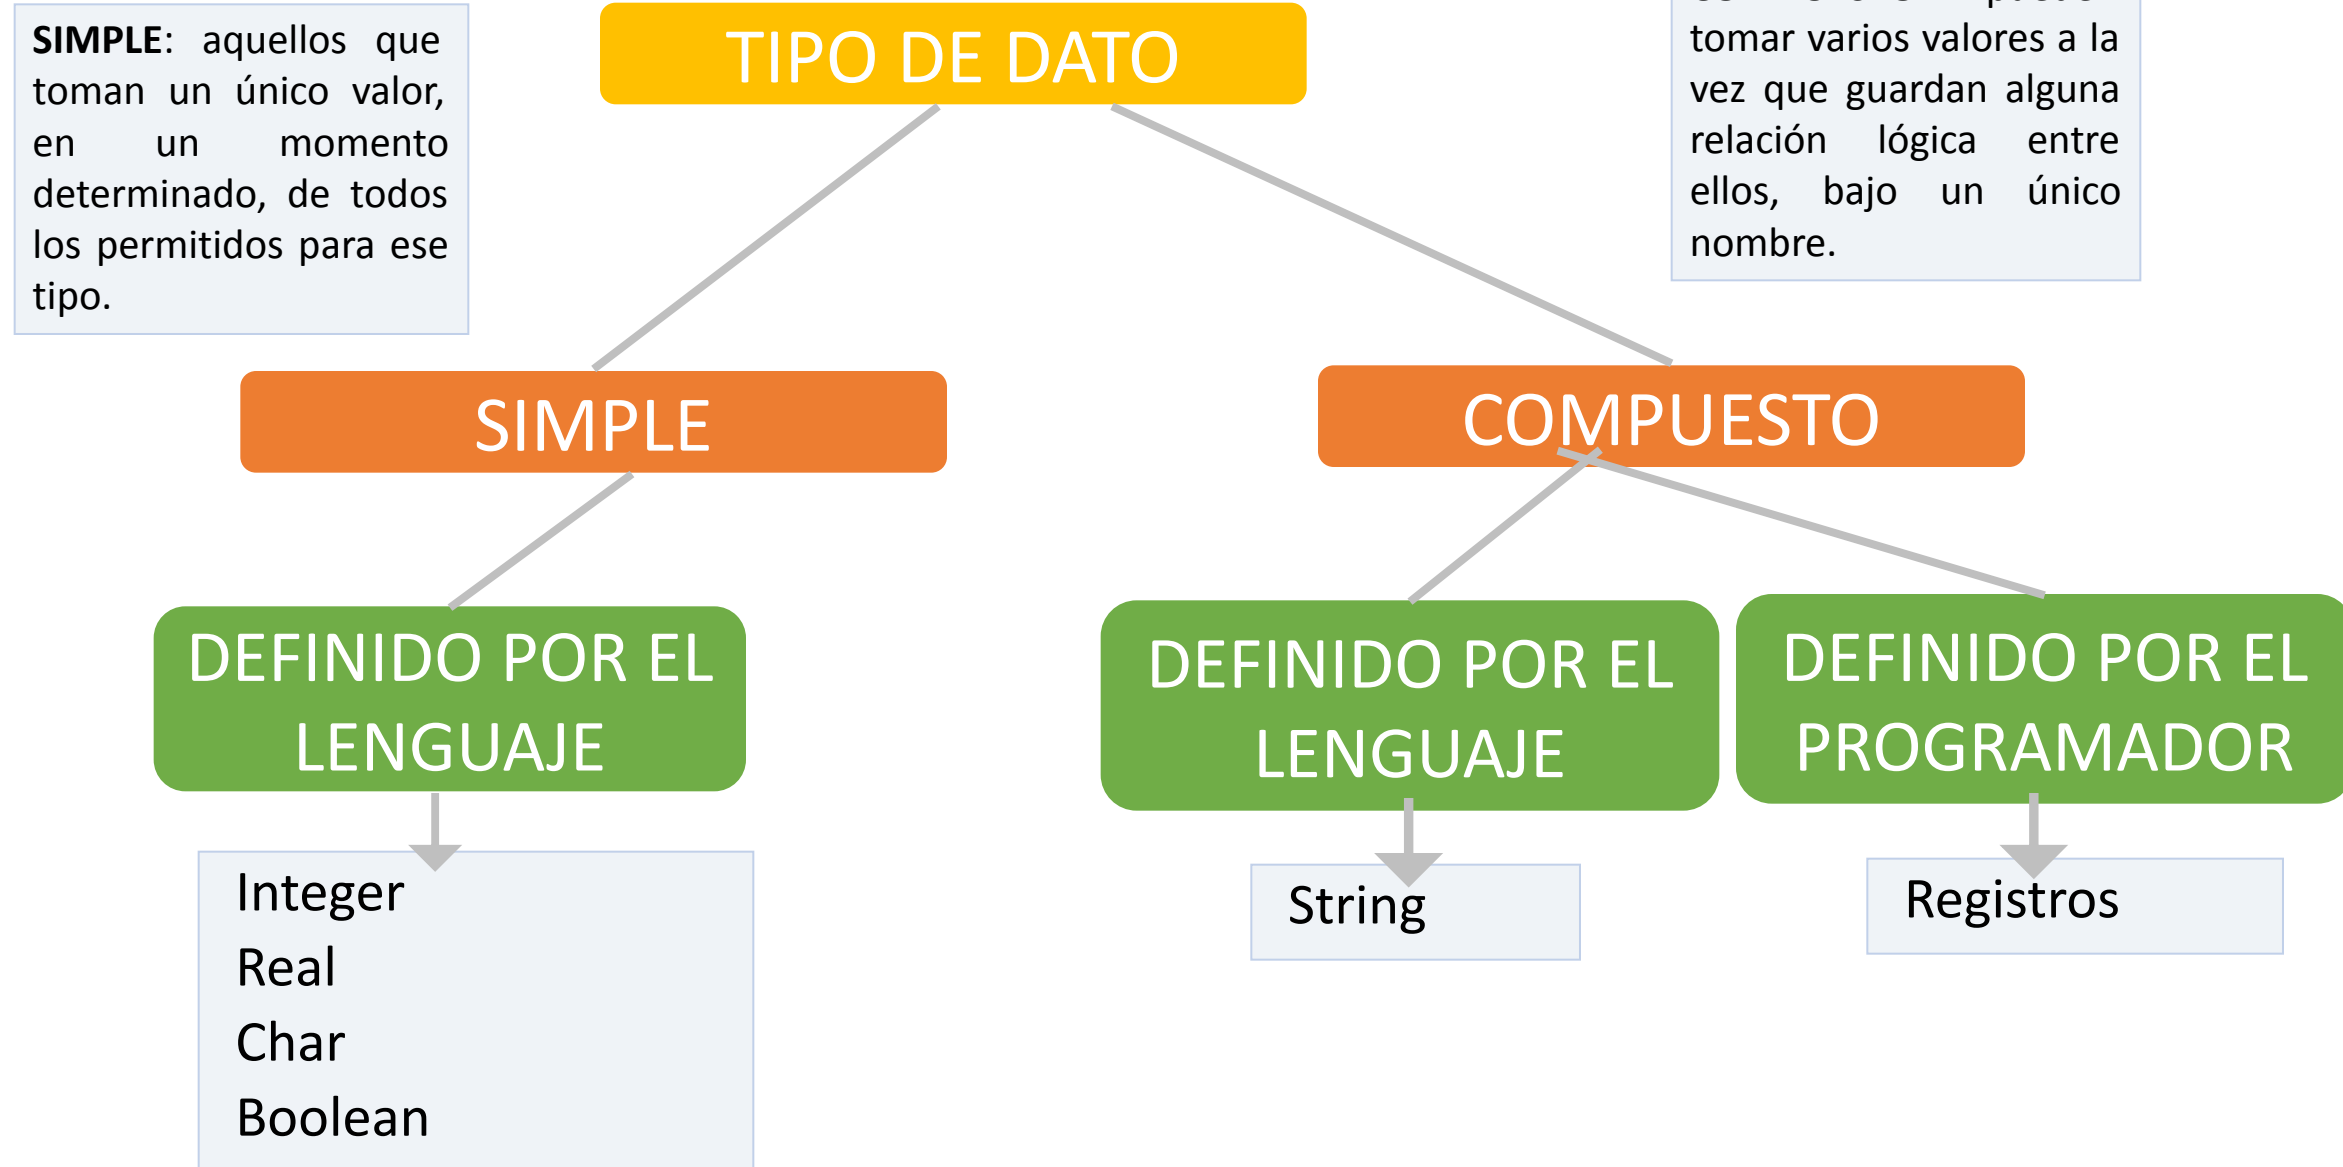 SIMPLE: aquellos que
toman un único valor,
en un momento
determinado, de todos
los permitidos para ese
tipo.
TIPO DE DATO
tomar varios valores a la
vez que guardan alguna
relación lógica entre
ellos, bajo un único
nombre.
SIMPLE
COMPUESTO
DEFINIDO POR EL
LENGUAJE
DEFINIDO POR EL
LENGUAJE
DEFINIDO POR EL
PROGRAMADOR
Integer
Real
Char
Boolean
String
Registros